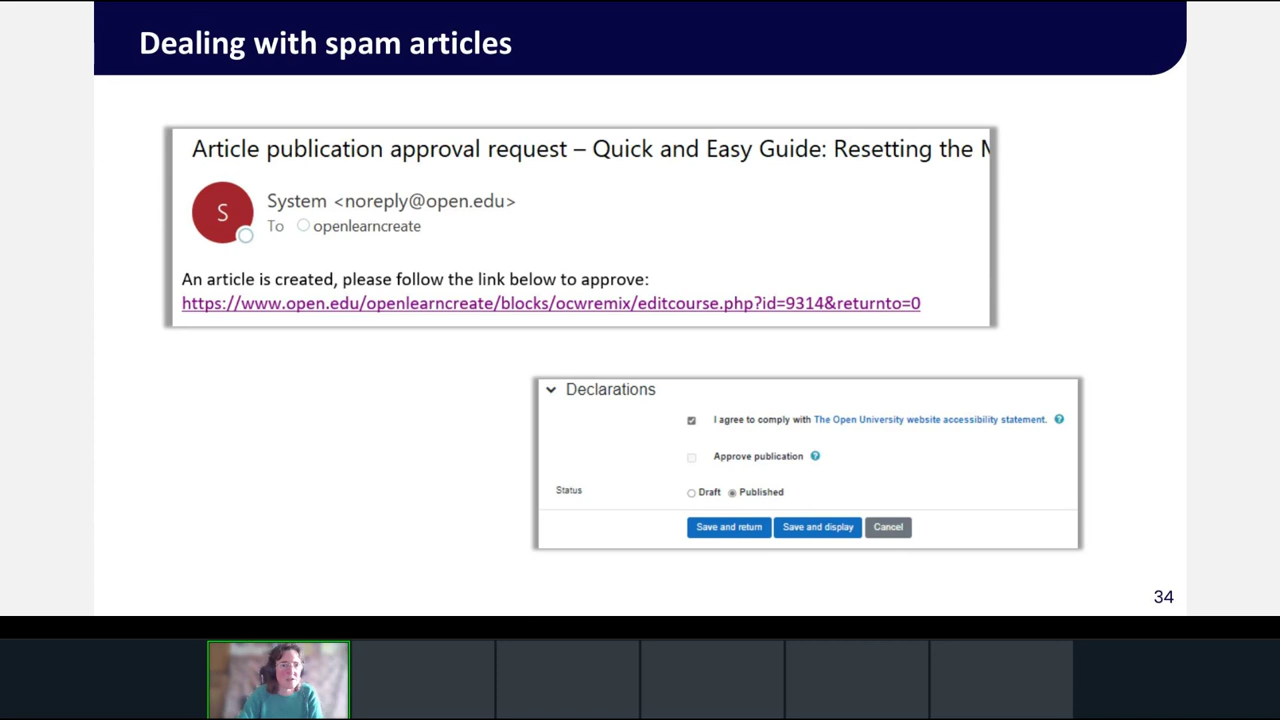 Dealing with spam articles
Article publication approval request – Quick and Easy Guide: Resetting the
S
System <noreply@open.edu>
To openlearncreate
An article is created, please follow the link below to approve:
https://www.open.edu/openlearncreate/blocks/ocwremix/editcourse.php?id=9314&returnto=0
Declarations
I agree to comply with The Open University website accessibility statement. ?
Approve publication ?
Status Draft Published
Save and return Save and display Cancel
34